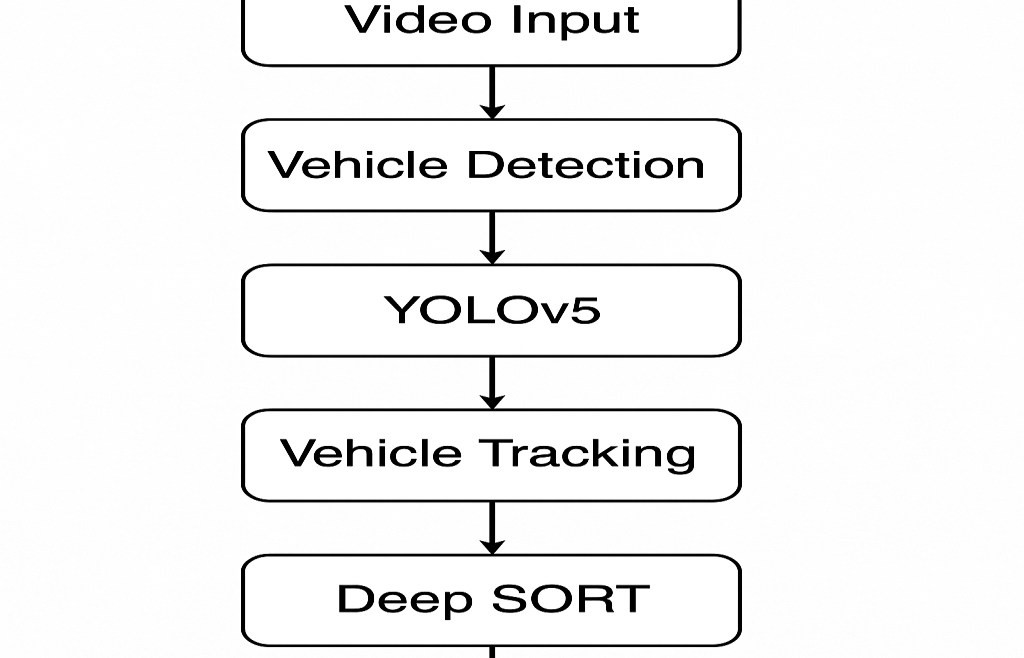 Video Input
Vehicle Detection
YOLOv5
Vehicle Tracking
Deep SORT